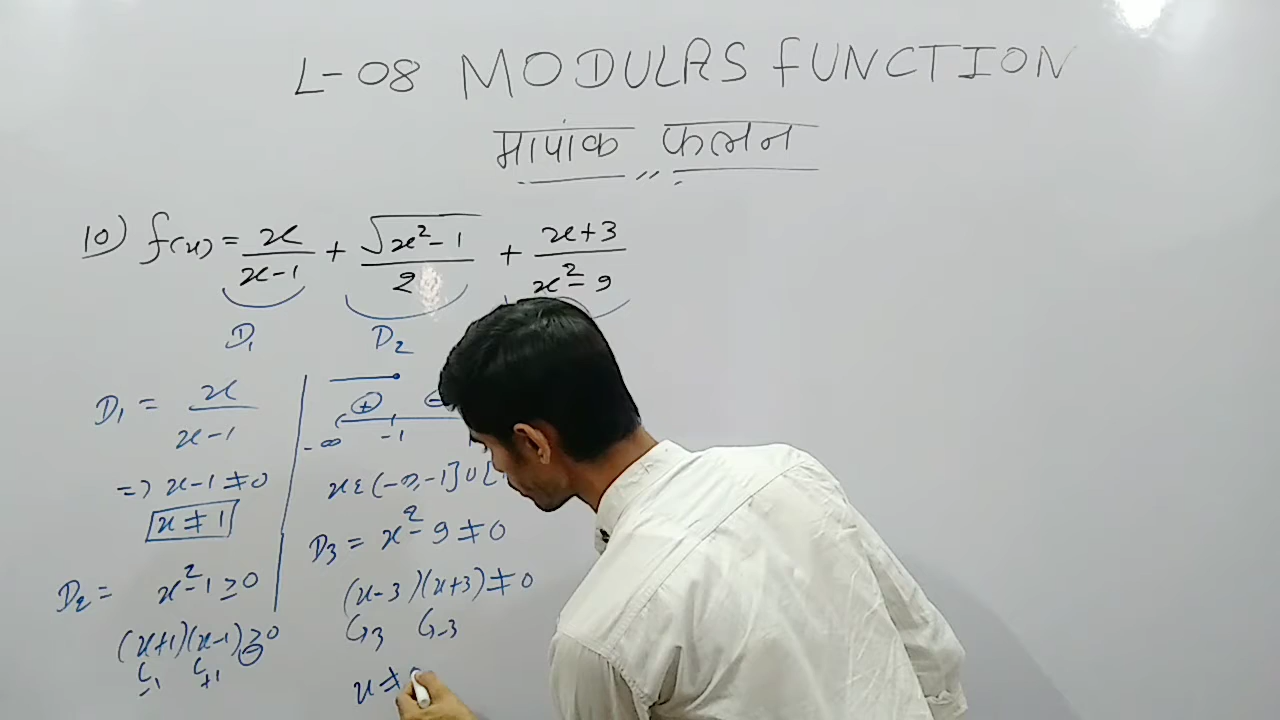 L-08 MODULAS FUNCTION
मापांक फलन
10) f(x) = x/(x-1) + √(x²-1)/2 + (x+3)/(x²-9)
D₁ D₂
D₁ = x/(x-1)
=> x-1 ≠ 0
x ≠ 1
D₂ = x²-1 ≥ 0
(x+1)(x-1) ≥ 0
-1 +1
+ -
-∞ -1
x ε (-∞,-1] ∪ [
D₃ = x²-9 ≠ 0
(x-3)(x+3) ≠ 0
3 -3
x ≠